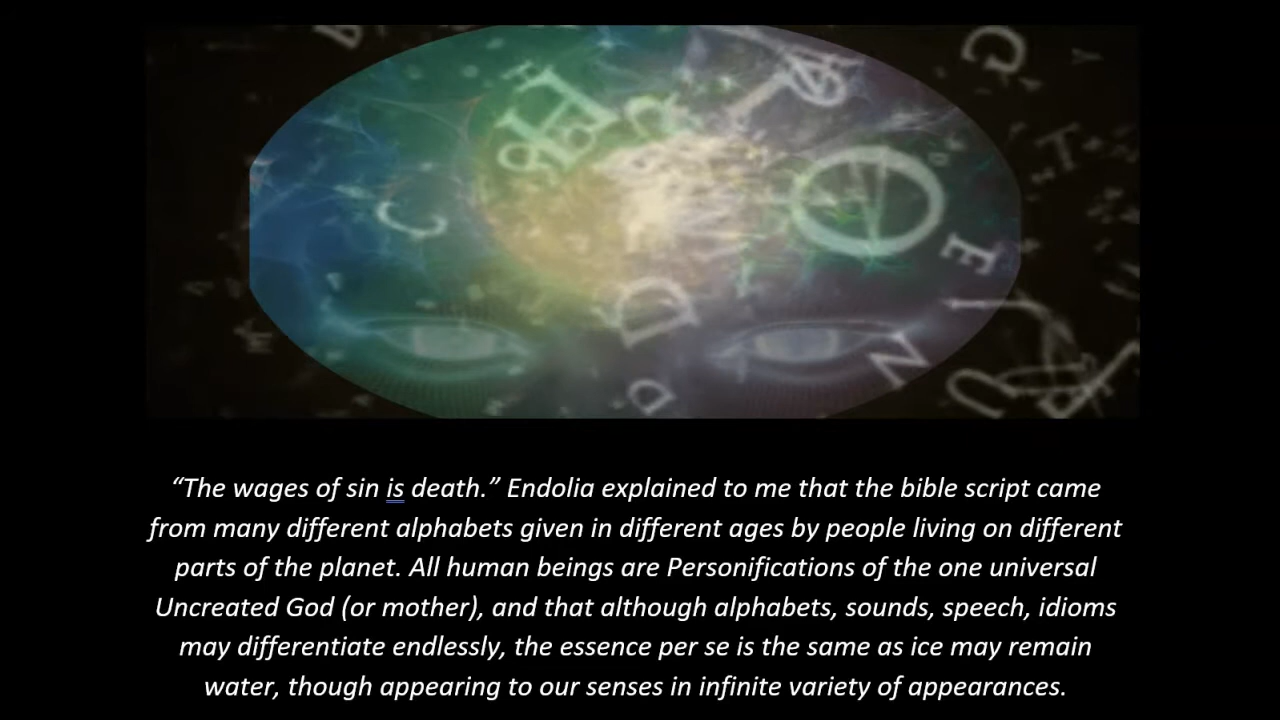 “The wages of sin is death.” Endolia explained to me that the bible script came
from many different alphabets given in different ages by people living on different
parts of the planet. All human beings are Personifications of the one universal
Uncreated God (or mother), and that although alphabets, sounds, speech, idioms
may differentiate endlessly, the essence per se is the same as ice may remain
water, though appearing to our senses in infinite variety of appearances.